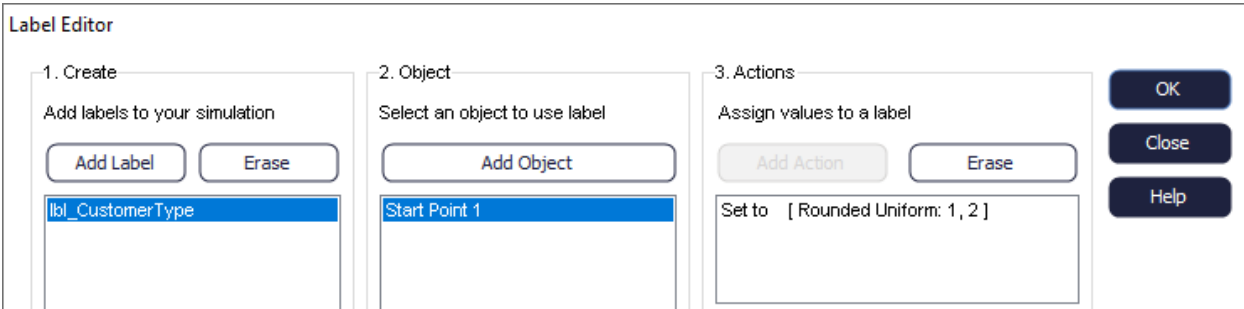 Label Editor
1. Create
Add labels to your simulation
Add Label
Erase
lbl_CustomerType
2. Object
Select an object to use label
Add Object
Start Point 1
3. Actions
Assign values to a label
Add Action
Erase
Set to [ Rounded Uniform: 1, 2 ]
OK
Close
Help